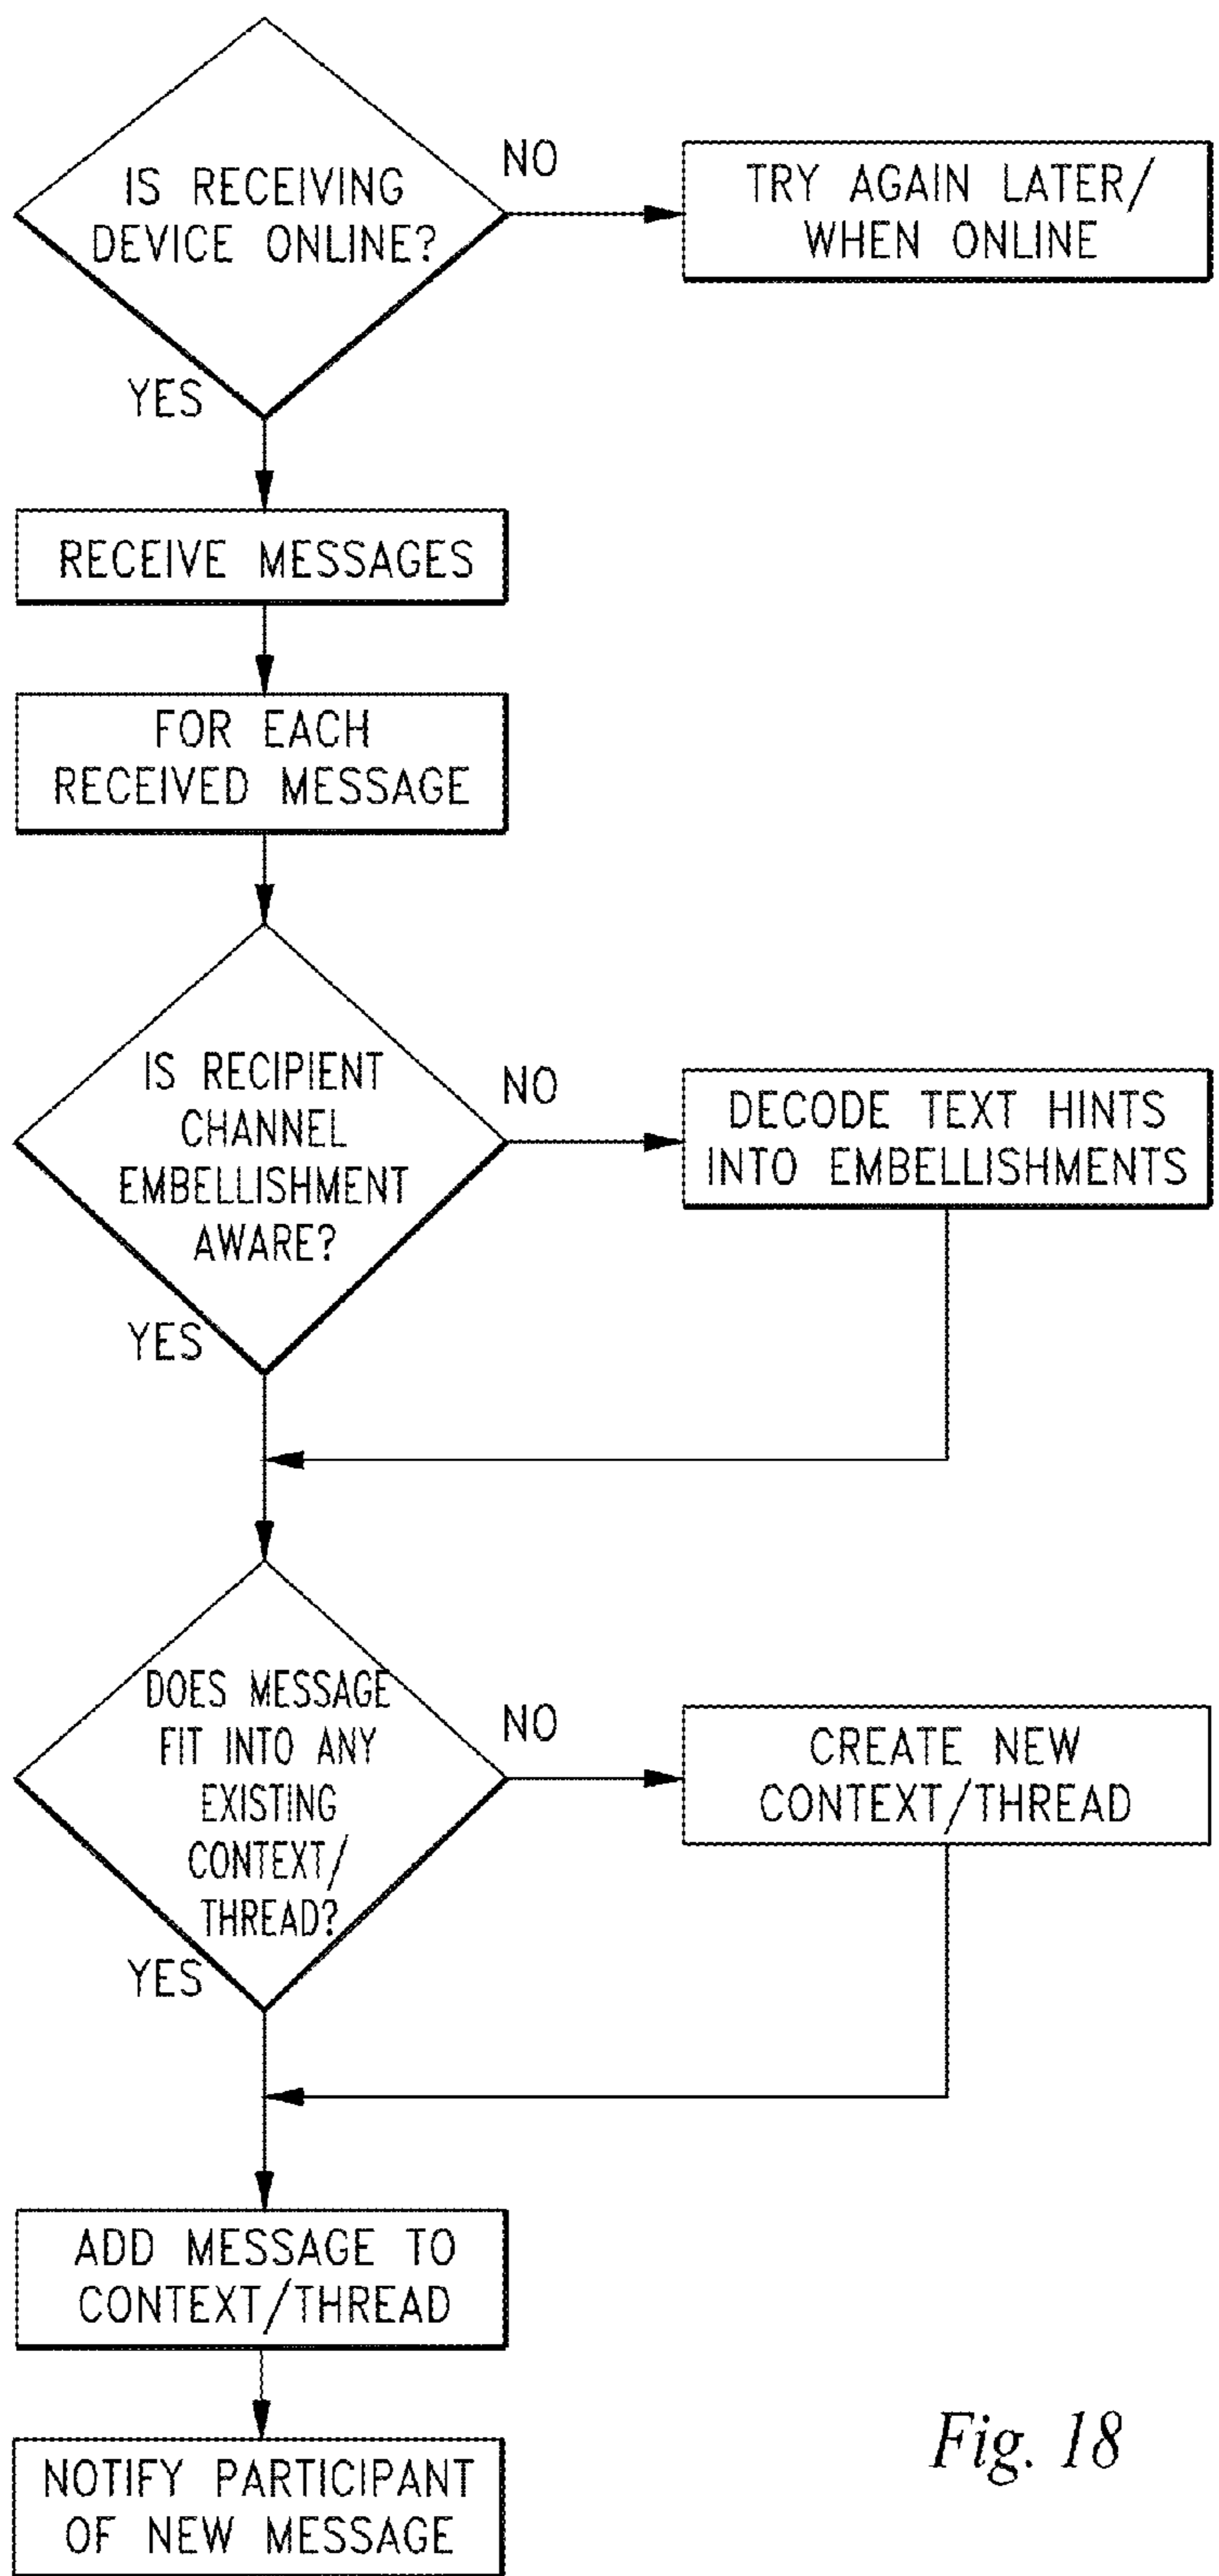 IS RECEIVING
DEVICE ONLINE?
NO
TRY AGAIN LATER/
WHEN ONLINE
YES
RECEIVE MESSAGES
FOR EACH
RECEIVED MESSAGE
IS RECIPIENT
CHANNEL
EMBELLISHMENT
AWARE?
NO
DECODE TEXT HINTS
INTO EMBELLISHMENTS
YES
DOES MESSAGE
FIT INTO ANY
EXISTING
CONTEXT/
THREAD?
NO
CREATE NEW
CONTEXT/THREAD
YES
ADD MESSAGE TO
CONTEXT/THREAD
NOTIFY PARTICIPANT
OF NEW MESSAGE
Fig. 18